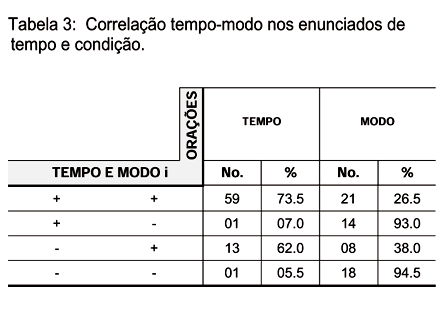 Tabela 3: Correlação tempo-modo nos enunciados de
tempo e condição.
ORAÇÕES
TEMPO MODO
TEMPO E MODO i No. % No. %
+ + 59 73.5 21 26.5
+ - 01 07.0 14 93.0
- + 13 62.0 08 38.0
- - 01 05.5 18 94.5